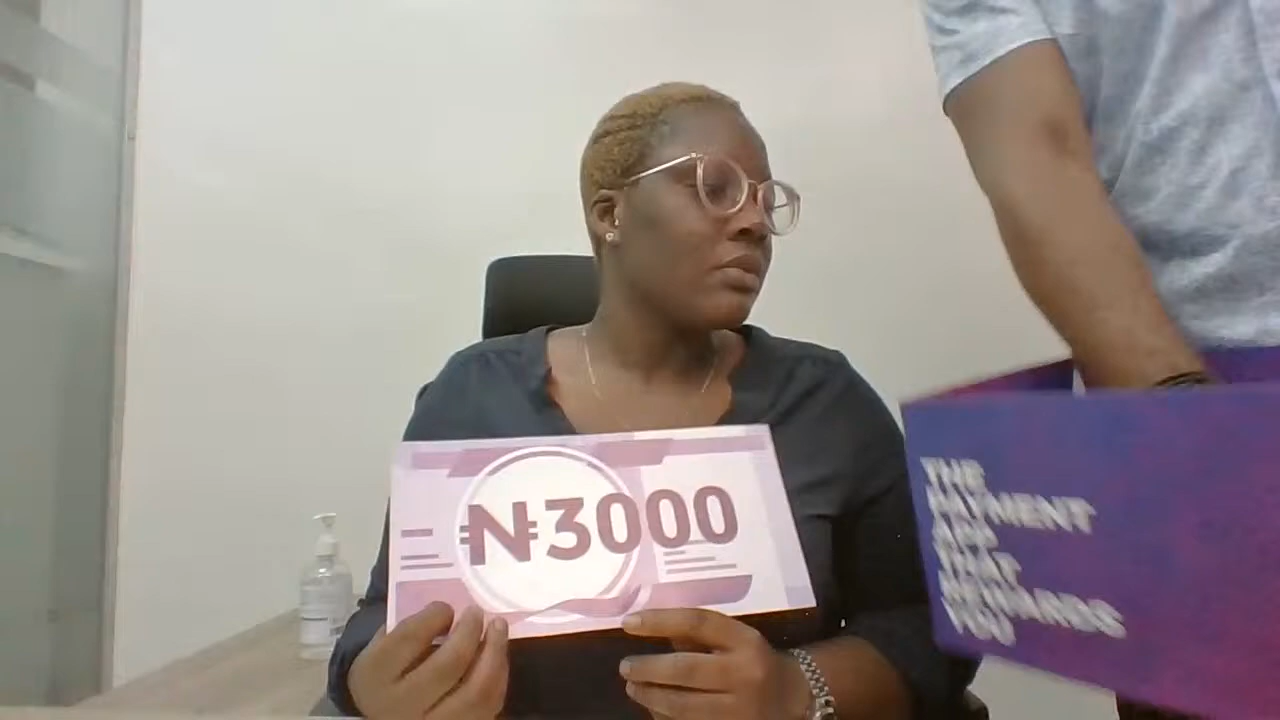 ₦3000
THE
PAYMENT
APP
THAT
REWARDS
YOU